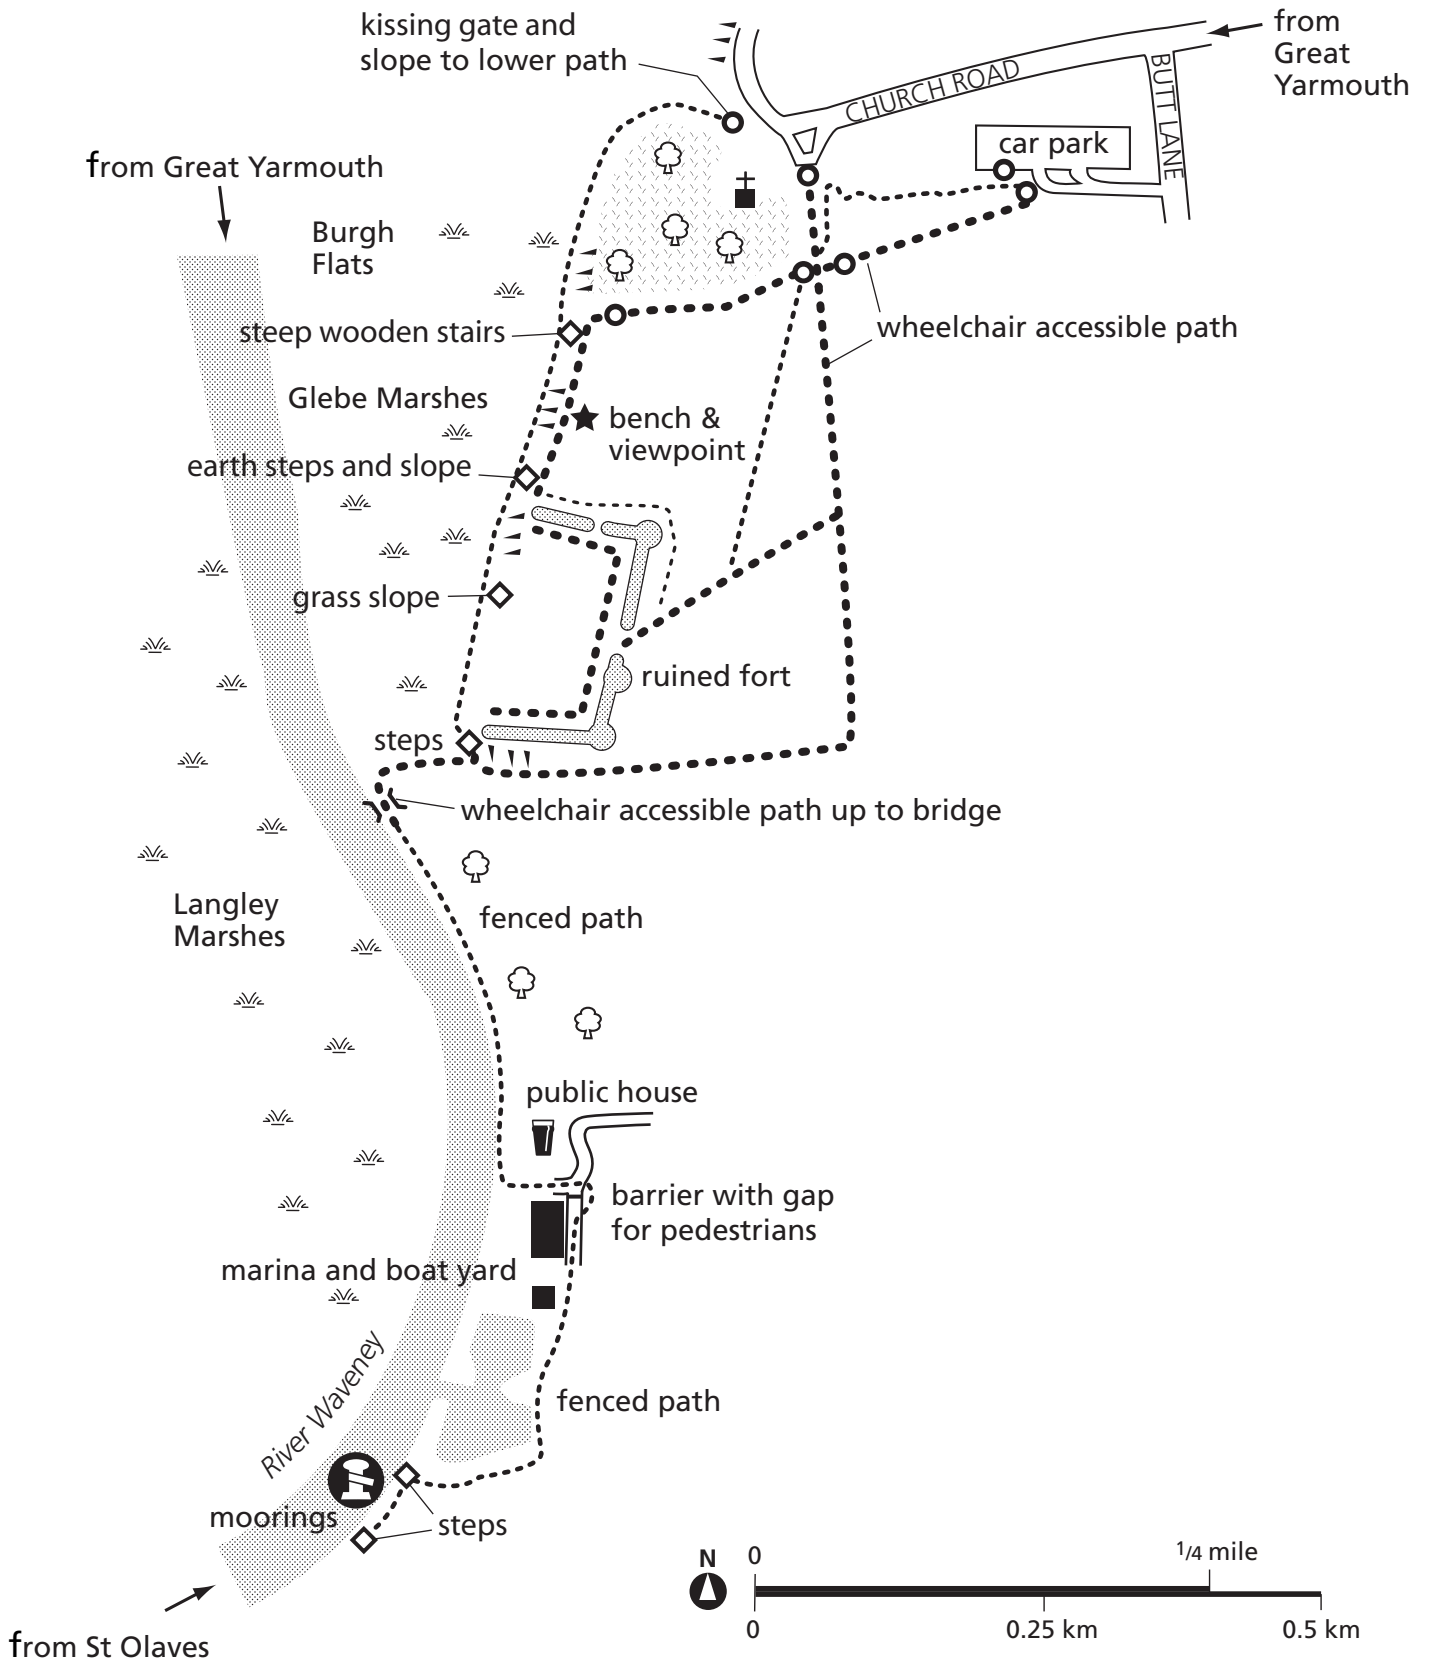 kissing gate and
slope to lower path
from
Great
Yarmouth
CHURCH ROAD
BUTT LANE
car park
from Great Yarmouth
Burgh
Flats
steep wooden stairs
wheelchair accessible path
Glebe Marshes
bench &
viewpoint
earth steps and slope
grass slope
ruined fort
steps
wheelchair accessible path up to bridge
Langley
Marshes
fenced path
public house
barrier with gap
for pedestrians
marina and boat yard
River Waveney
fenced path
moorings
steps
N
0
1/4 mile
0
0.25 km
0.5 km
from St Olaves